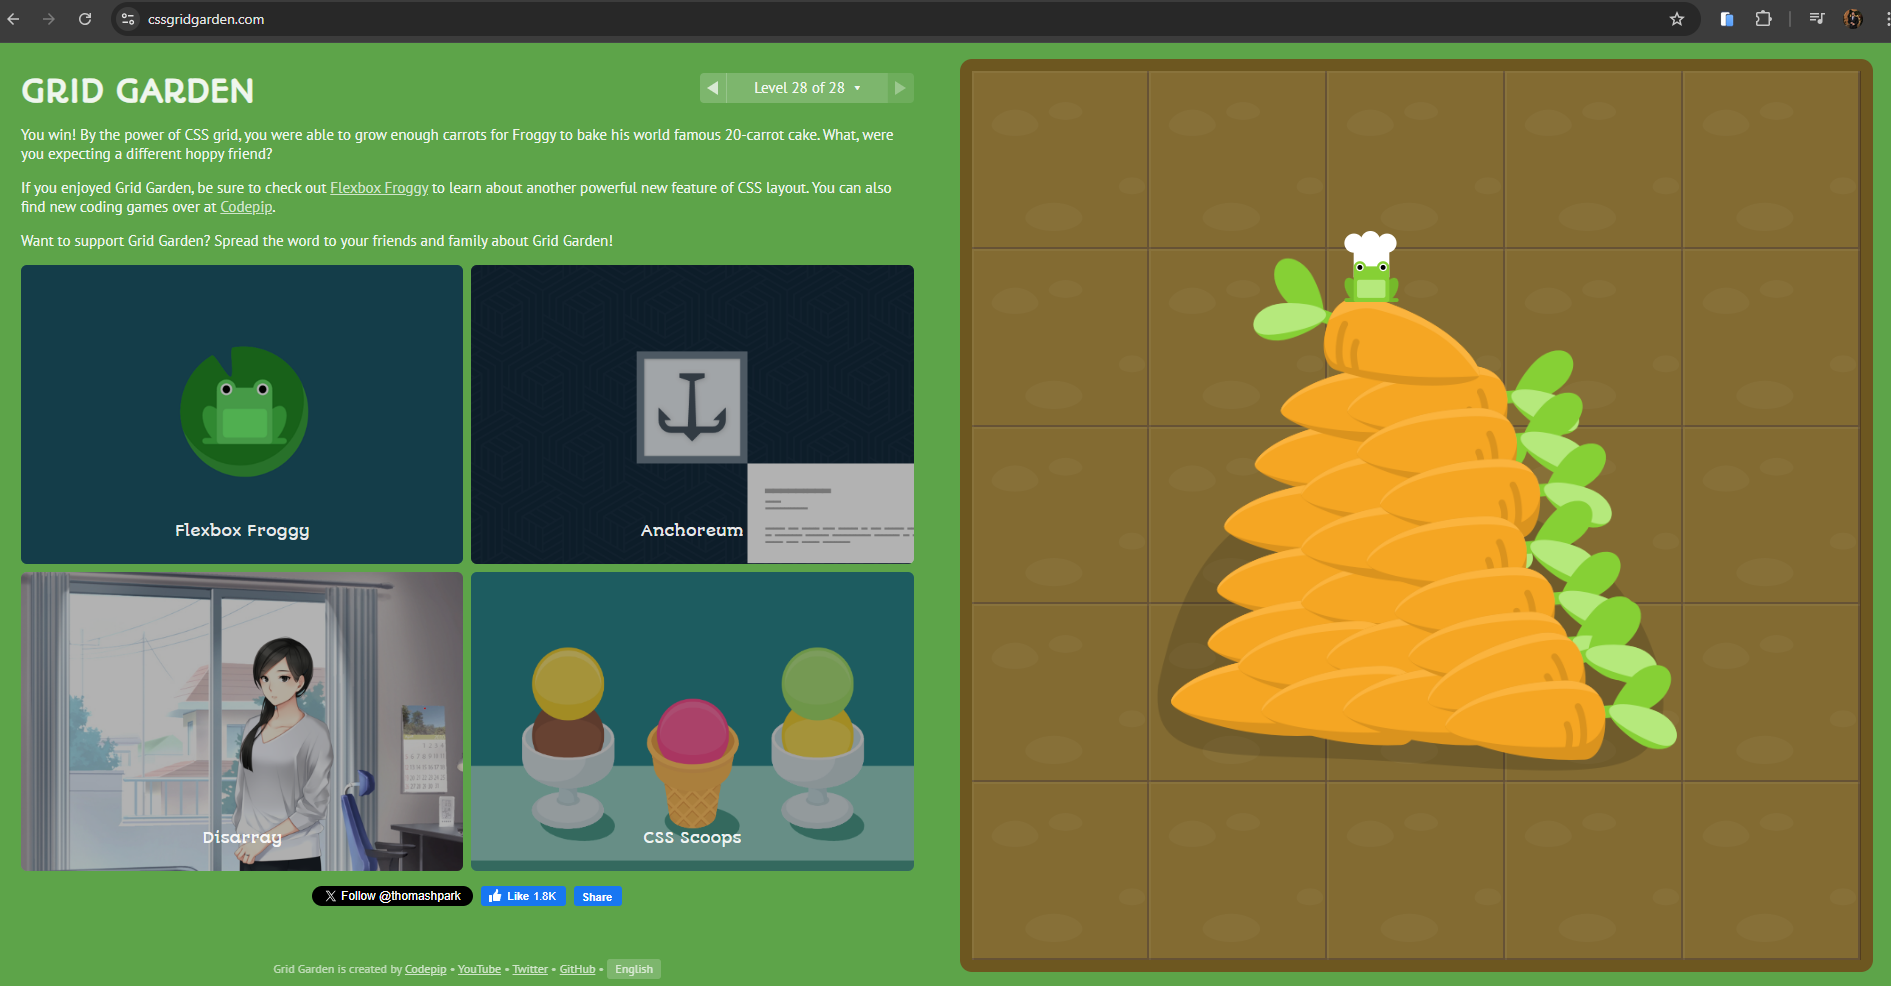 cssgridgarden.com
GRID GARDEN
◀ Level 28 of 28 ▾ ▶
You win! By the power of CSS grid, you were able to grow enough carrots for Froggy to bake his world famous 20-carrot cake. What, were
you expecting a different hoppy friend?
If you enjoyed Grid Garden, be sure to check out Flexbox Froggy to learn about another powerful new feature of CSS layout. You can also
find new coding games over at Codepip.
Want to support Grid Garden? Spread the word to your friends and family about Grid Garden!
Flexbox Froggy
Anchoreum
Disarray
CSS Scoops
X Follow @thomashpark
Like 1.8K
Share
Grid Garden is created by Codepip • YouTube • Twitter • GitHub • English